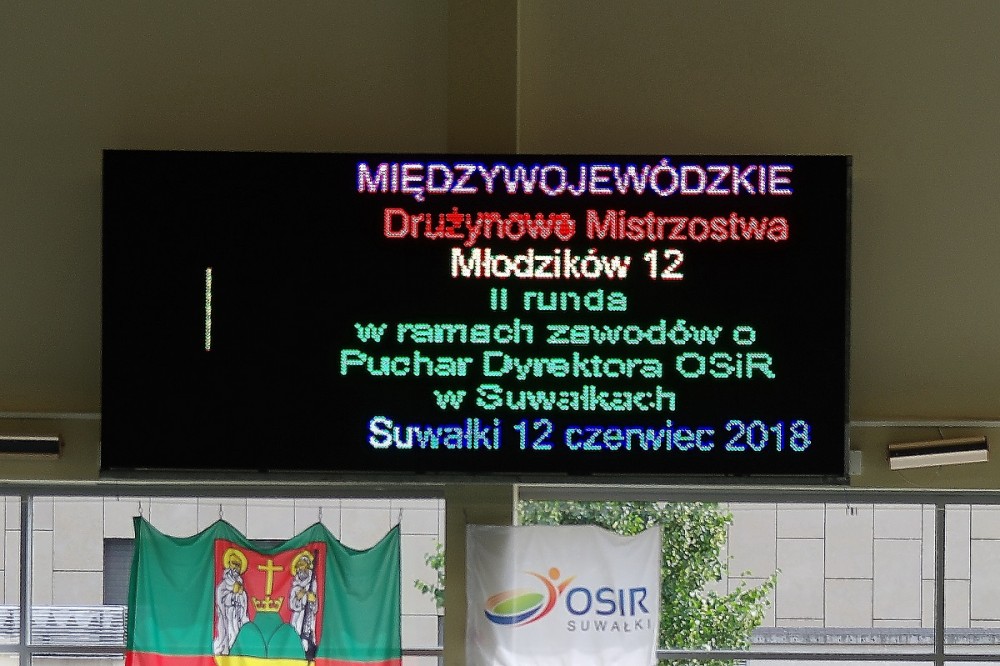 MIĘDZYWOJEWÓDZKIE
Drużynowe Mistrzostwa
Młodzików 12
II runda
w ramach zawodów o
Puchar Dyrektora OSiR
w Suwałkach
Suwałki 12 czerwiec 2018
OSiR
SUWAŁKI